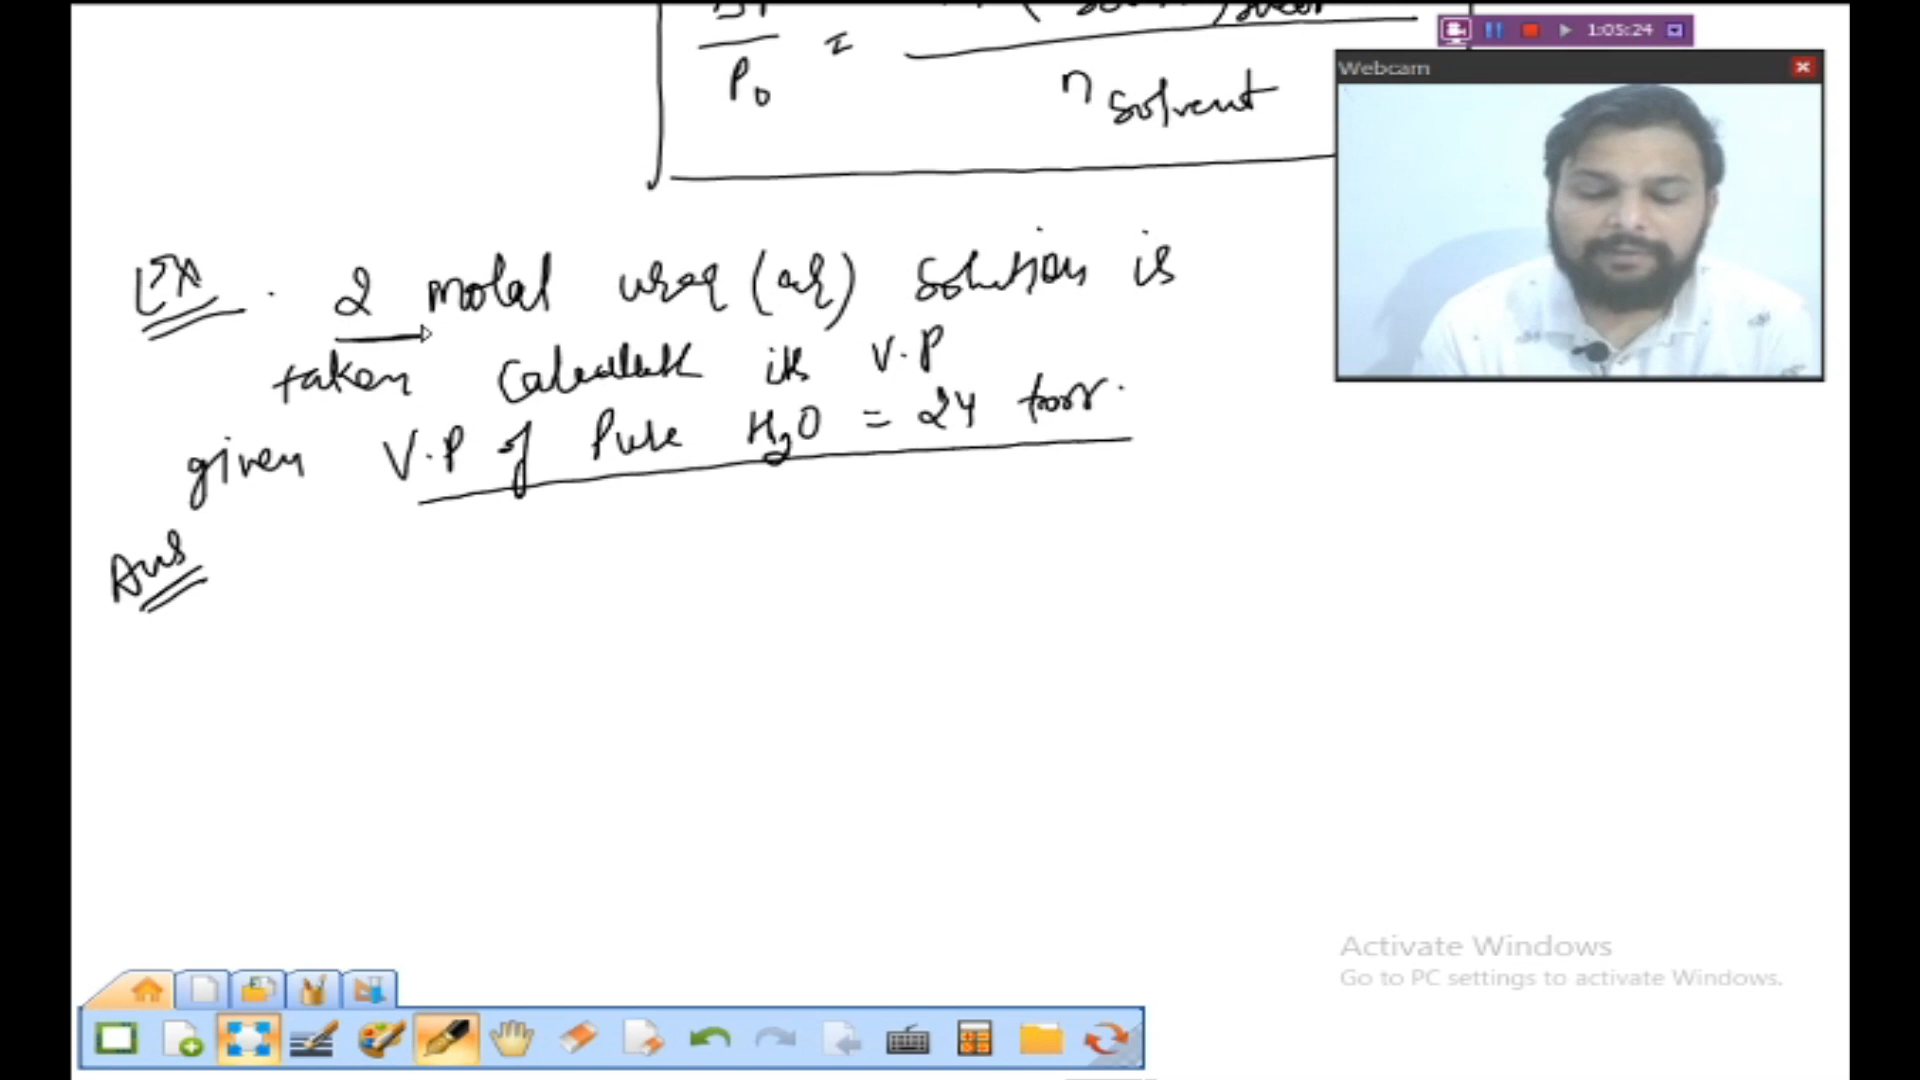 P₀ =
n solvent
1:05:24
Webcam
Ex. 2 molal urea (aq) solution is
taken calculate its V.P
given V.P of Pure H₂O = 24 torr.
Ans
Activate Windows
Go to PC settings to activate Windows.